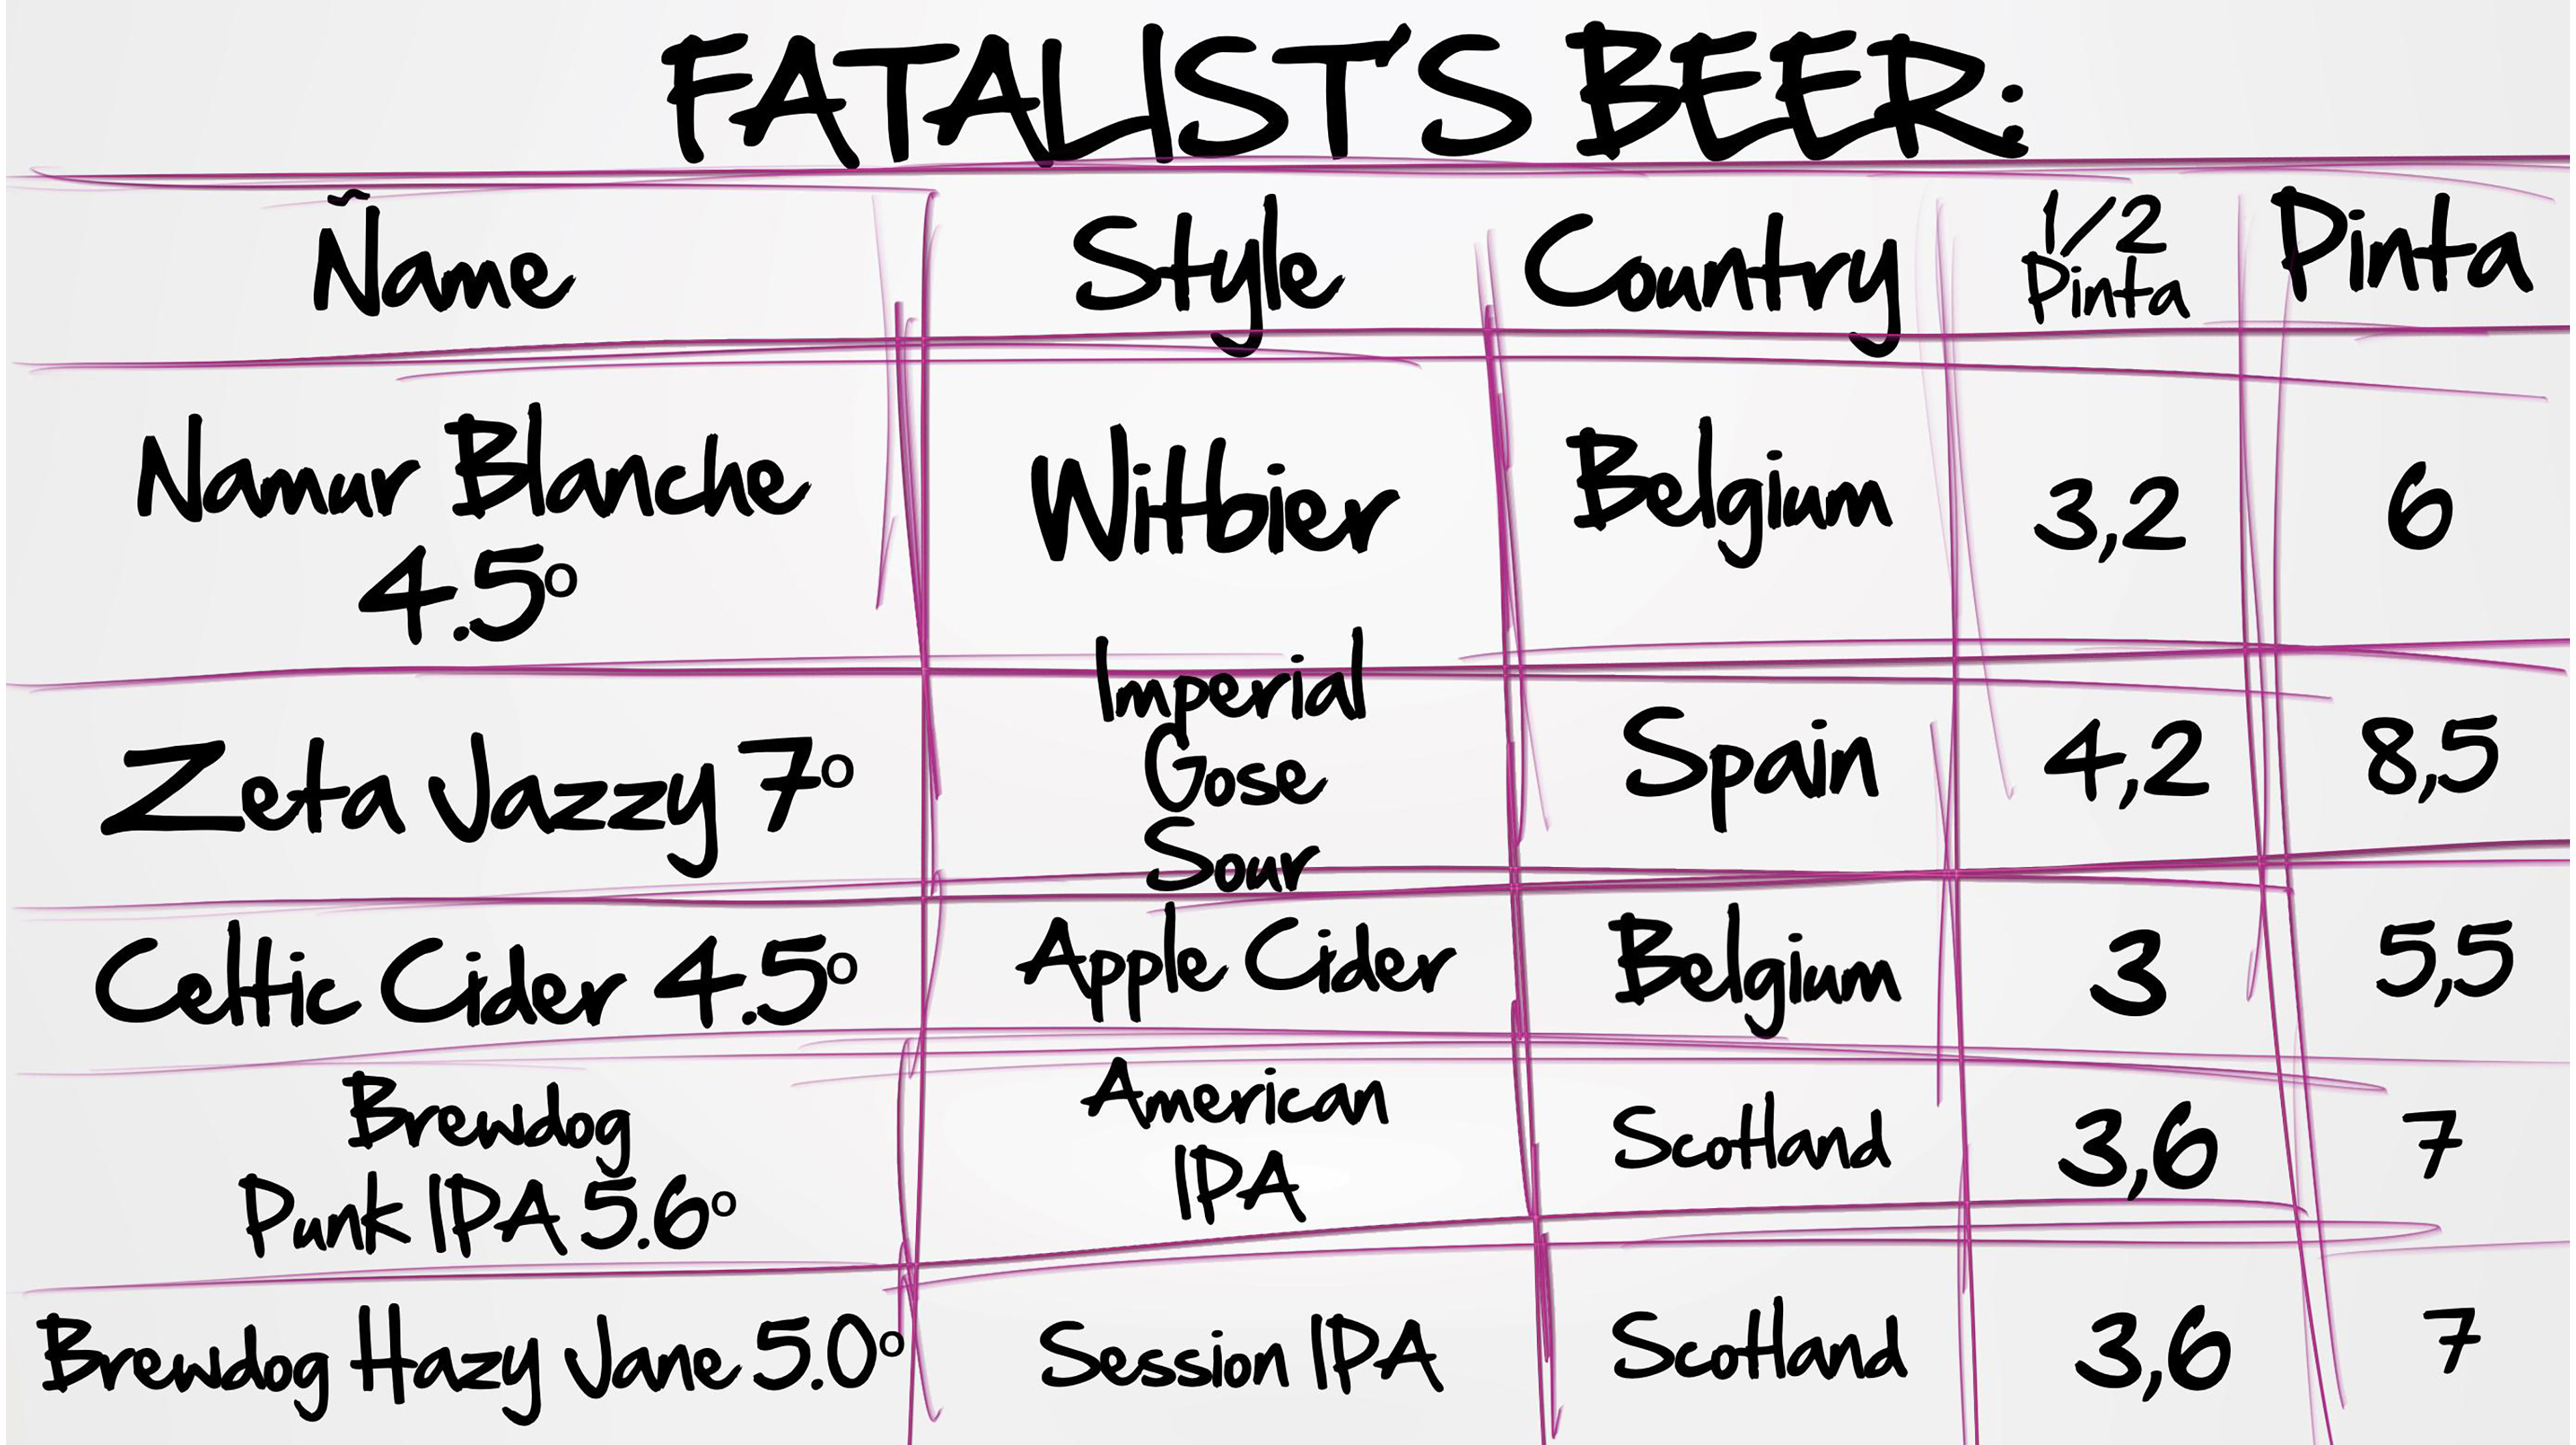 FATALIST'S BEER:
Ñame Style Country 1/2 Pinta Pinta
Namur Blanche 4.5º Witbier Belgium 3,2 6
Zeta Jazzy 7º Imperial Gose Sour Spain 4,2 8,5
Celtic Cider 4.5º Apple Cider Belgium 3 5,5
Brewdog Punk IPA 5.6º American IPA Scotland 3,6 7
Brewdog Hazy Jane 5.0º Session IPA Scotland 3,6 7